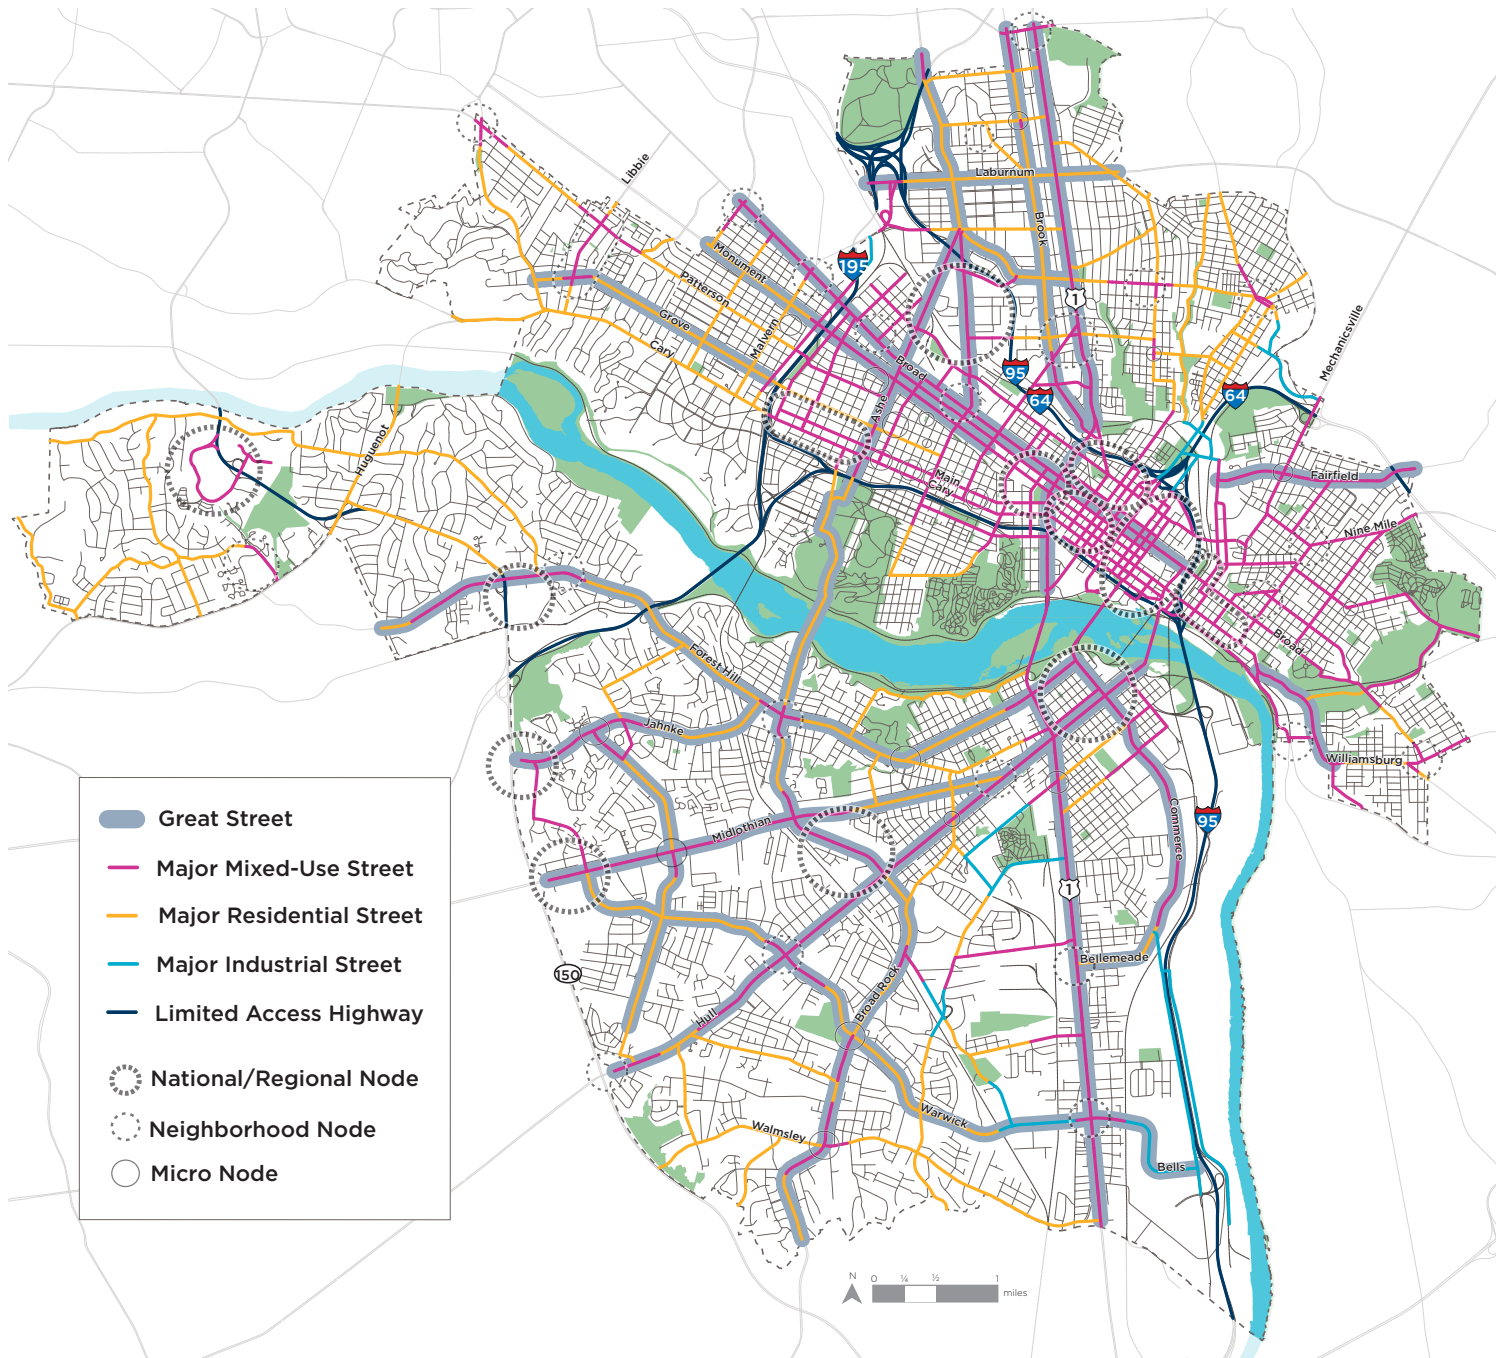 Libbie
Laburnum
Brook
195
Monument
Patterson
Grove
Malvern
Cary
1
Mechanicsville
Broad
95
64
64
Ashe
Huguenot
Main
Cary
Fairfield
Nine Mile
Broad
Forest Hill
Jahnke
Williamsburg
Midlothian
Commerce
95
1
Bellemeade
150
Broad Rock
Hull
Warwick
Walmsley
Bells
Great Street
Major Mixed-Use Street
Major Residential Street
Major Industrial Street
Limited Access Highway
National/Regional Node
Neighborhood Node
Micro Node
N
0 ¼ ½ 1
miles